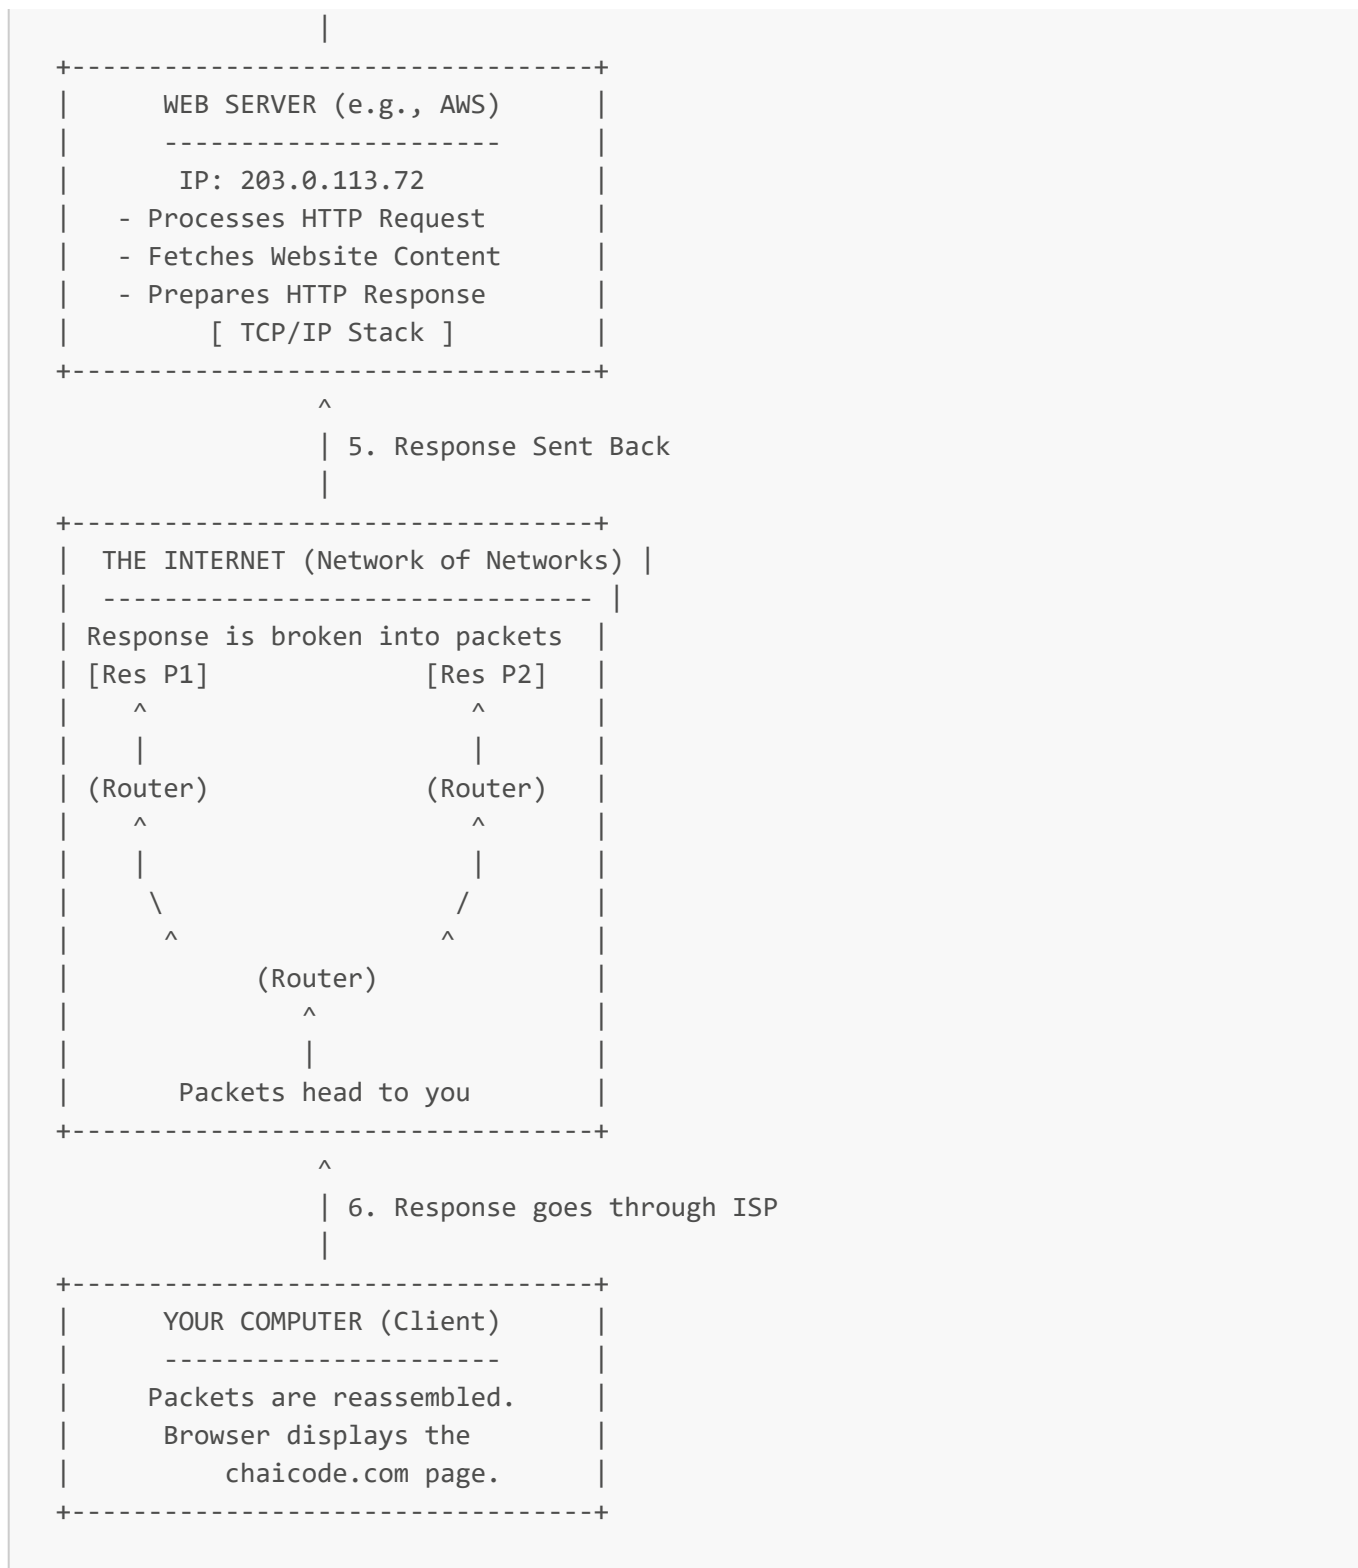 |
+----------------------------------+
|      WEB SERVER (e.g., AWS)      |
|      ----------------------      |
|       IP: 203.0.113.72           |
|   - Processes HTTP Request       |
|   - Fetches Website Content      |
|   - Prepares HTTP Response       |
|         [ TCP/IP Stack ]         |
+----------------------------------+
                 ^
                 | 5. Response Sent Back
                 |
+----------------------------------+
|  THE INTERNET (Network of Networks) |
|  -------------------------------- |
| Response is broken into packets  |
| [Res P1]              [Res P2]   |
|    ^                     ^       |
|    |                     |       |
| (Router)              (Router)   |
|    ^                     ^       |
|    |                     |       |
|     \                   /        |
|      ^                 ^         |
|            (Router)              |
|               ^                  |
|               |                  |
|       Packets head to you        |
+----------------------------------+
                 ^
                 | 6. Response goes through ISP
                 |
+----------------------------------+
|      YOUR COMPUTER (Client)      |
|      ----------------------      |
|     Packets are reassembled.     |
|      Browser displays the        |
|          chaicode.com page.      |
+----------------------------------+